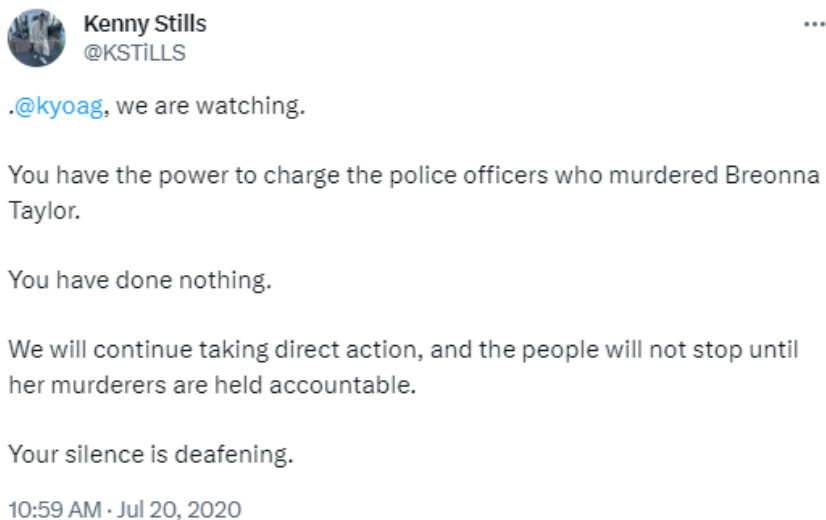 Kenny Stills
@KSTiLLS
.@kyoag, we are watching.
You have the power to charge the police officers who murdered Breonna
Taylor.
You have done nothing.
We will continue taking direct action, and the people will not stop until
her murderers are held accountable.
Your silence is deafening.
10:59 AM · Jul 20, 2020